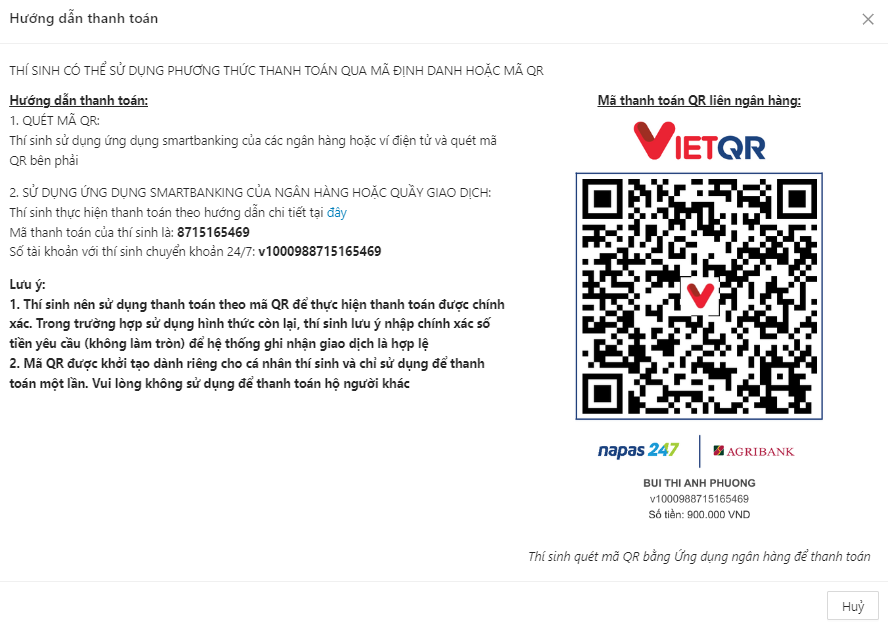 Hướng dẫn thanh toán
THÍ SINH CÓ THỂ SỬ DỤNG PHƯƠNG THỨC THANH TOÁN QUA MÃ ĐỊNH DANH HOẶC MÃ QR
Hướng dẫn thanh toán:
1. QUÉT MÃ QR:
Thí sinh sử dụng ứng dụng smartbanking của các ngân hàng hoặc ví điện tử và quét mã
QR bên phải
2. SỬ DỤNG ỨNG DỤNG SMARTBANKING CỦA NGÂN HÀNG HOẶC QUẦY GIAO DỊCH:
Thí sinh thực hiện thanh toán theo hướng dẫn chi tiết tại đây
Mã thanh toán của thí sinh là: 8715165469
Số tài khoản với thí sinh chuyển khoản 24/7: v1000988715165469
Lưu ý:
1. Thí sinh nên sử dụng thanh toán theo mã QR để thực hiện thanh toán được chính
xác. Trong trường hợp sử dụng hình thức còn lại, thí sinh lưu ý nhập chính xác số
tiền yêu cầu (không làm tròn) để hệ thống ghi nhận giao dịch là hợp lệ
2. Mã QR được khởi tạo dành riêng cho cá nhân thí sinh và chỉ sử dụng để thanh
toán một lần. Vui lòng không sử dụng để thanh toán hộ người khác
Mã thanh toán QR liên ngân hàng:
VIETQR
napas 247
AGRIBANK
BUI THI ANH PHUONG
v1000988715165469
Số tiền: 900.000 VND
Thí sinh quét mã QR bằng Ứng dụng ngân hàng để thanh toán
Huỷ